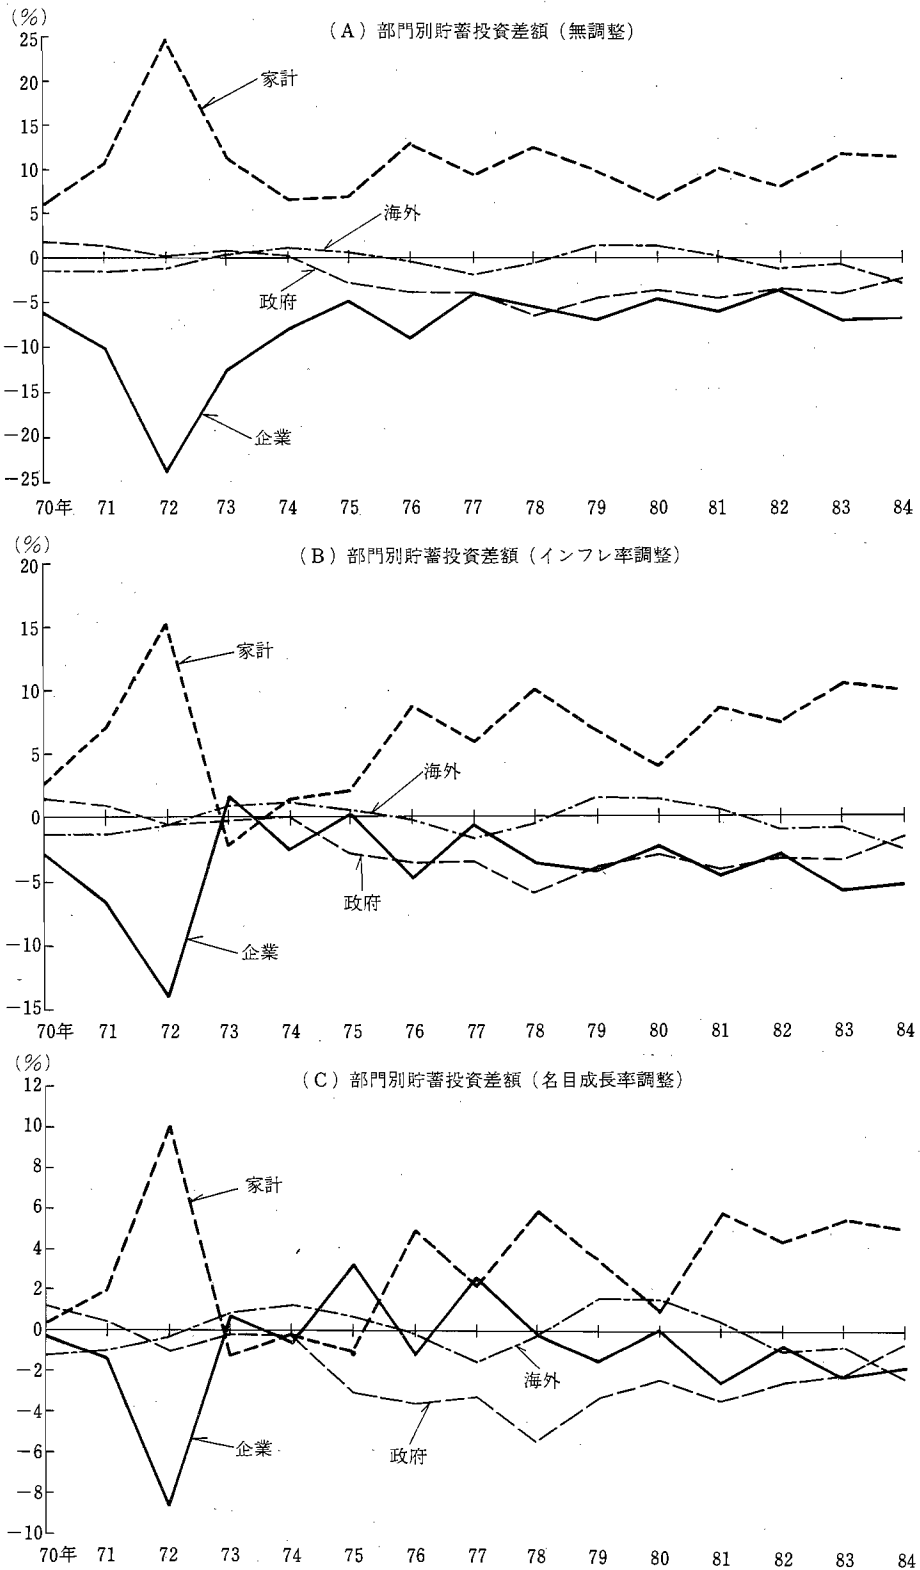 (%)
(A)部門別貯蓄投資差額(無調整)
25
20
15
10
5
0
−5
−10
−15
−20
−25
家計
海外
政府
企業
70年 71 72 73 74 75 76 77 78 79 80 81 82 83 84
(%)
(B)部門別貯蓄投資差額(インフレ率調整)
20
15
10
5
0
−5
−10
−15
家計
海外
政府
企業
70年 71 72 73 74 75 76 77 78 79 80 81 82 83 84
(%)
(C)部門別貯蓄投資差額(名目成長率調整)
12
10
8
6
4
2
0
−2
−4
−6
−8
−10
家計
海外
政府
企業
70年 71 72 73 74 75 76 77 78 79 80 81 82 83 84